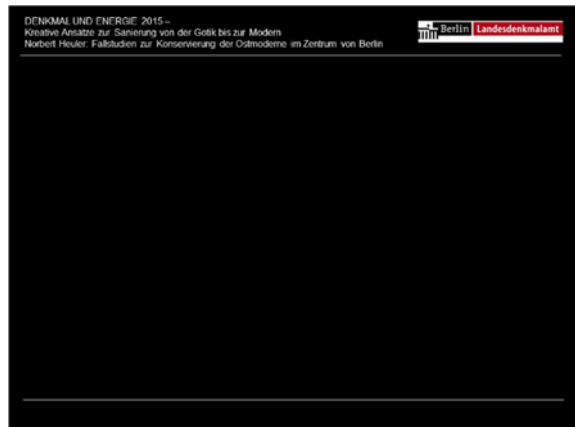 DENKMAL UND ENERGIE 2015 –
Kreative Ansätze zur Sanierung von der Gotik bis zur Modern
Norbert Heuler: Fallstudien zur Konservierung der Ostmoderne im Zentrum von Berlin
Berlin Landesdenkmalamt